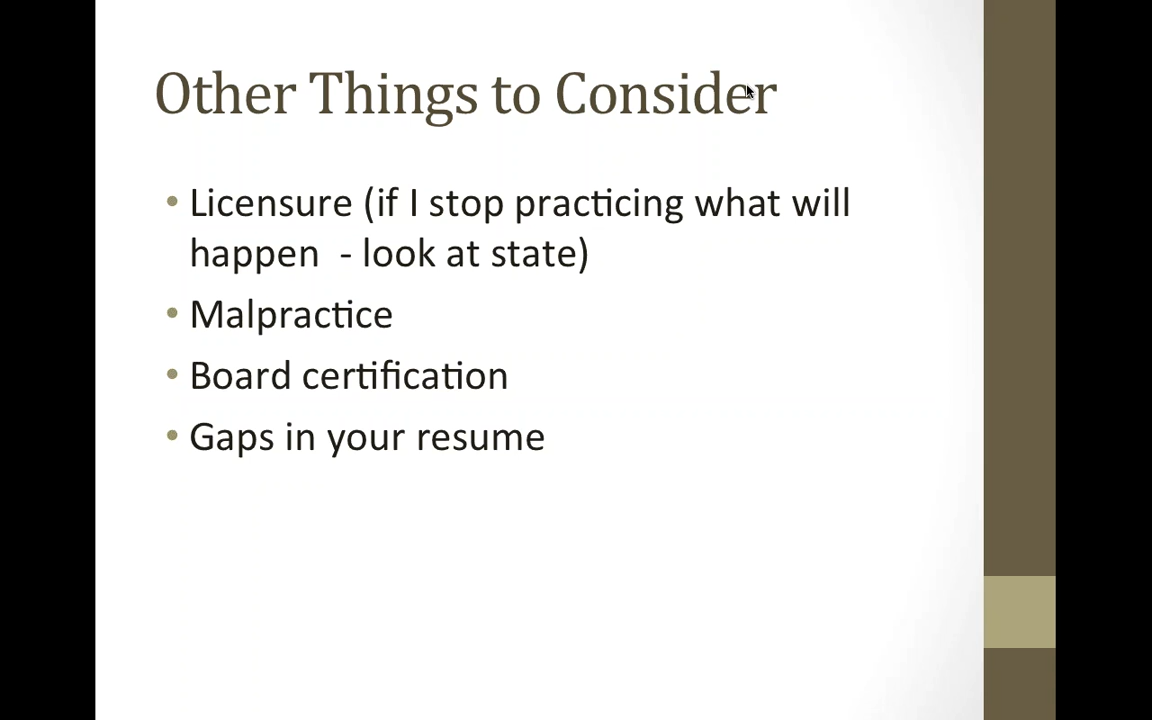 Other Things to Consider
• Licensure (if I stop practicing what will
happen  - look at state)
• Malpractice
• Board certification
• Gaps in your resume